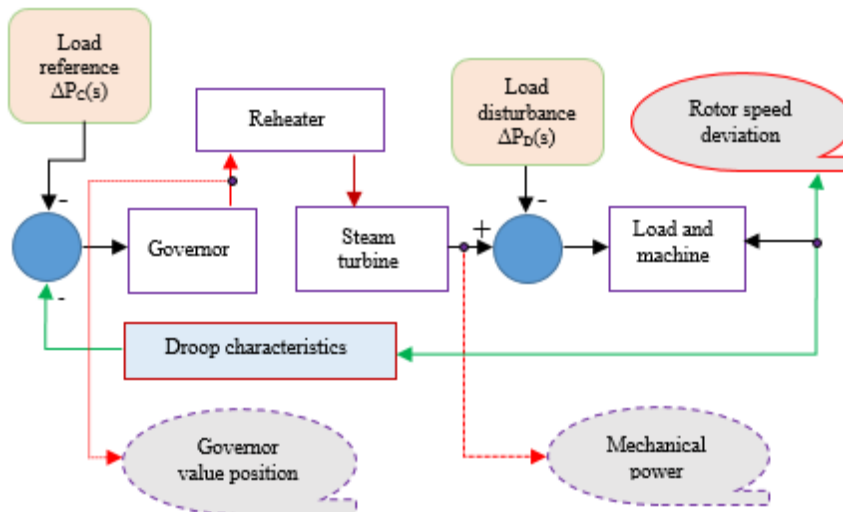 Load
reference
ΔPC(s)
Reheater
Load
disturbance
ΔPD(s)
Rotor speed
deviation
-
Governor
Steam
turbine
+
-
Load and
machine
-
Droop characteristics
Governor
value position
Mechanical
power